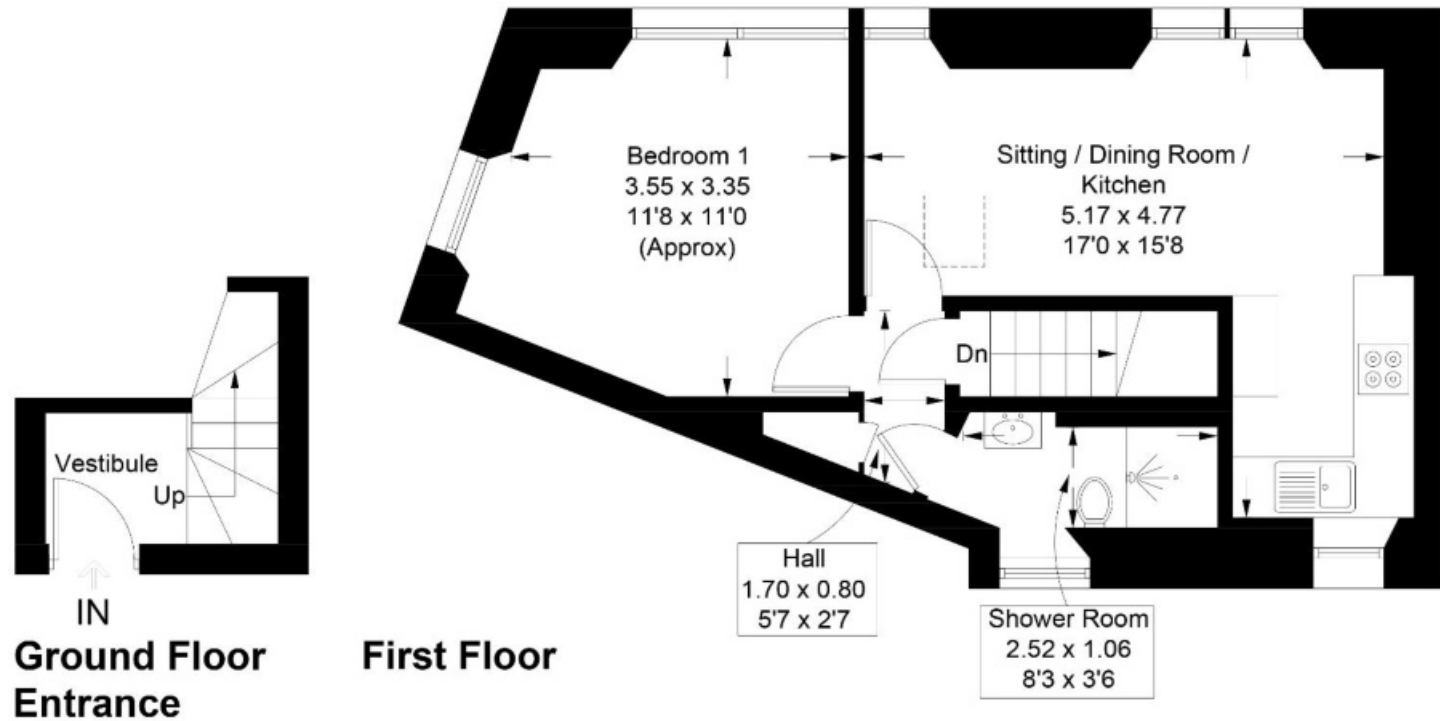 Bedroom 1
3.55 x 3.35
11'8 x 11'0
(Approx)
Sitting / Dining Room /
Kitchen
5.17 x 4.77
17'0 x 15'8
Dn
Vestibule
Up
IN
Hall
1.70 x 0.80
5'7 x 2'7
Shower Room
2.52 x 1.06
8'3 x 3'6
Ground Floor
Entrance
First Floor